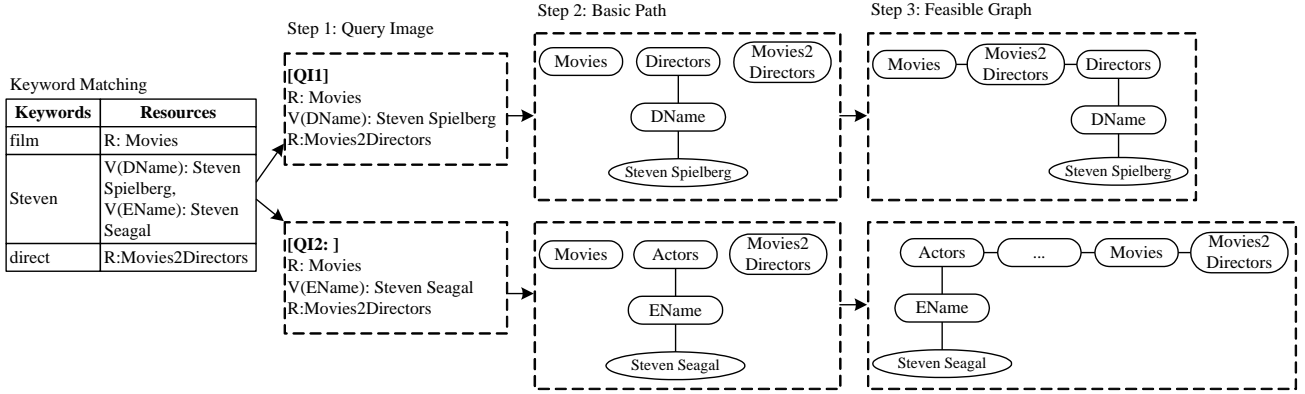 Keyword Matching
Keywords Resources
film R: Movies
Steven V(DName): Steven
Spielberg,
V(EName): Steven
Seagal
direct R:Movies2Directors
Step 1: Query Image
[QI1]
R: Movies
V(DName): Steven Spielberg
R:Movies2Directors
[QI2: ]
R: Movies
V(EName): Steven Seagal
R:Movies2Directors
Step 2: Basic Path
Movies Directors Movies2
Directors
DName
Steven Spielberg
Movies Actors Movies2
Directors
EName
Steven Seagal
Step 3: Feasible Graph
Movies Movies2
Directors Directors
DName
Steven Spielberg
Actors ... Movies Movies2
Directors
EName
Steven Seagal